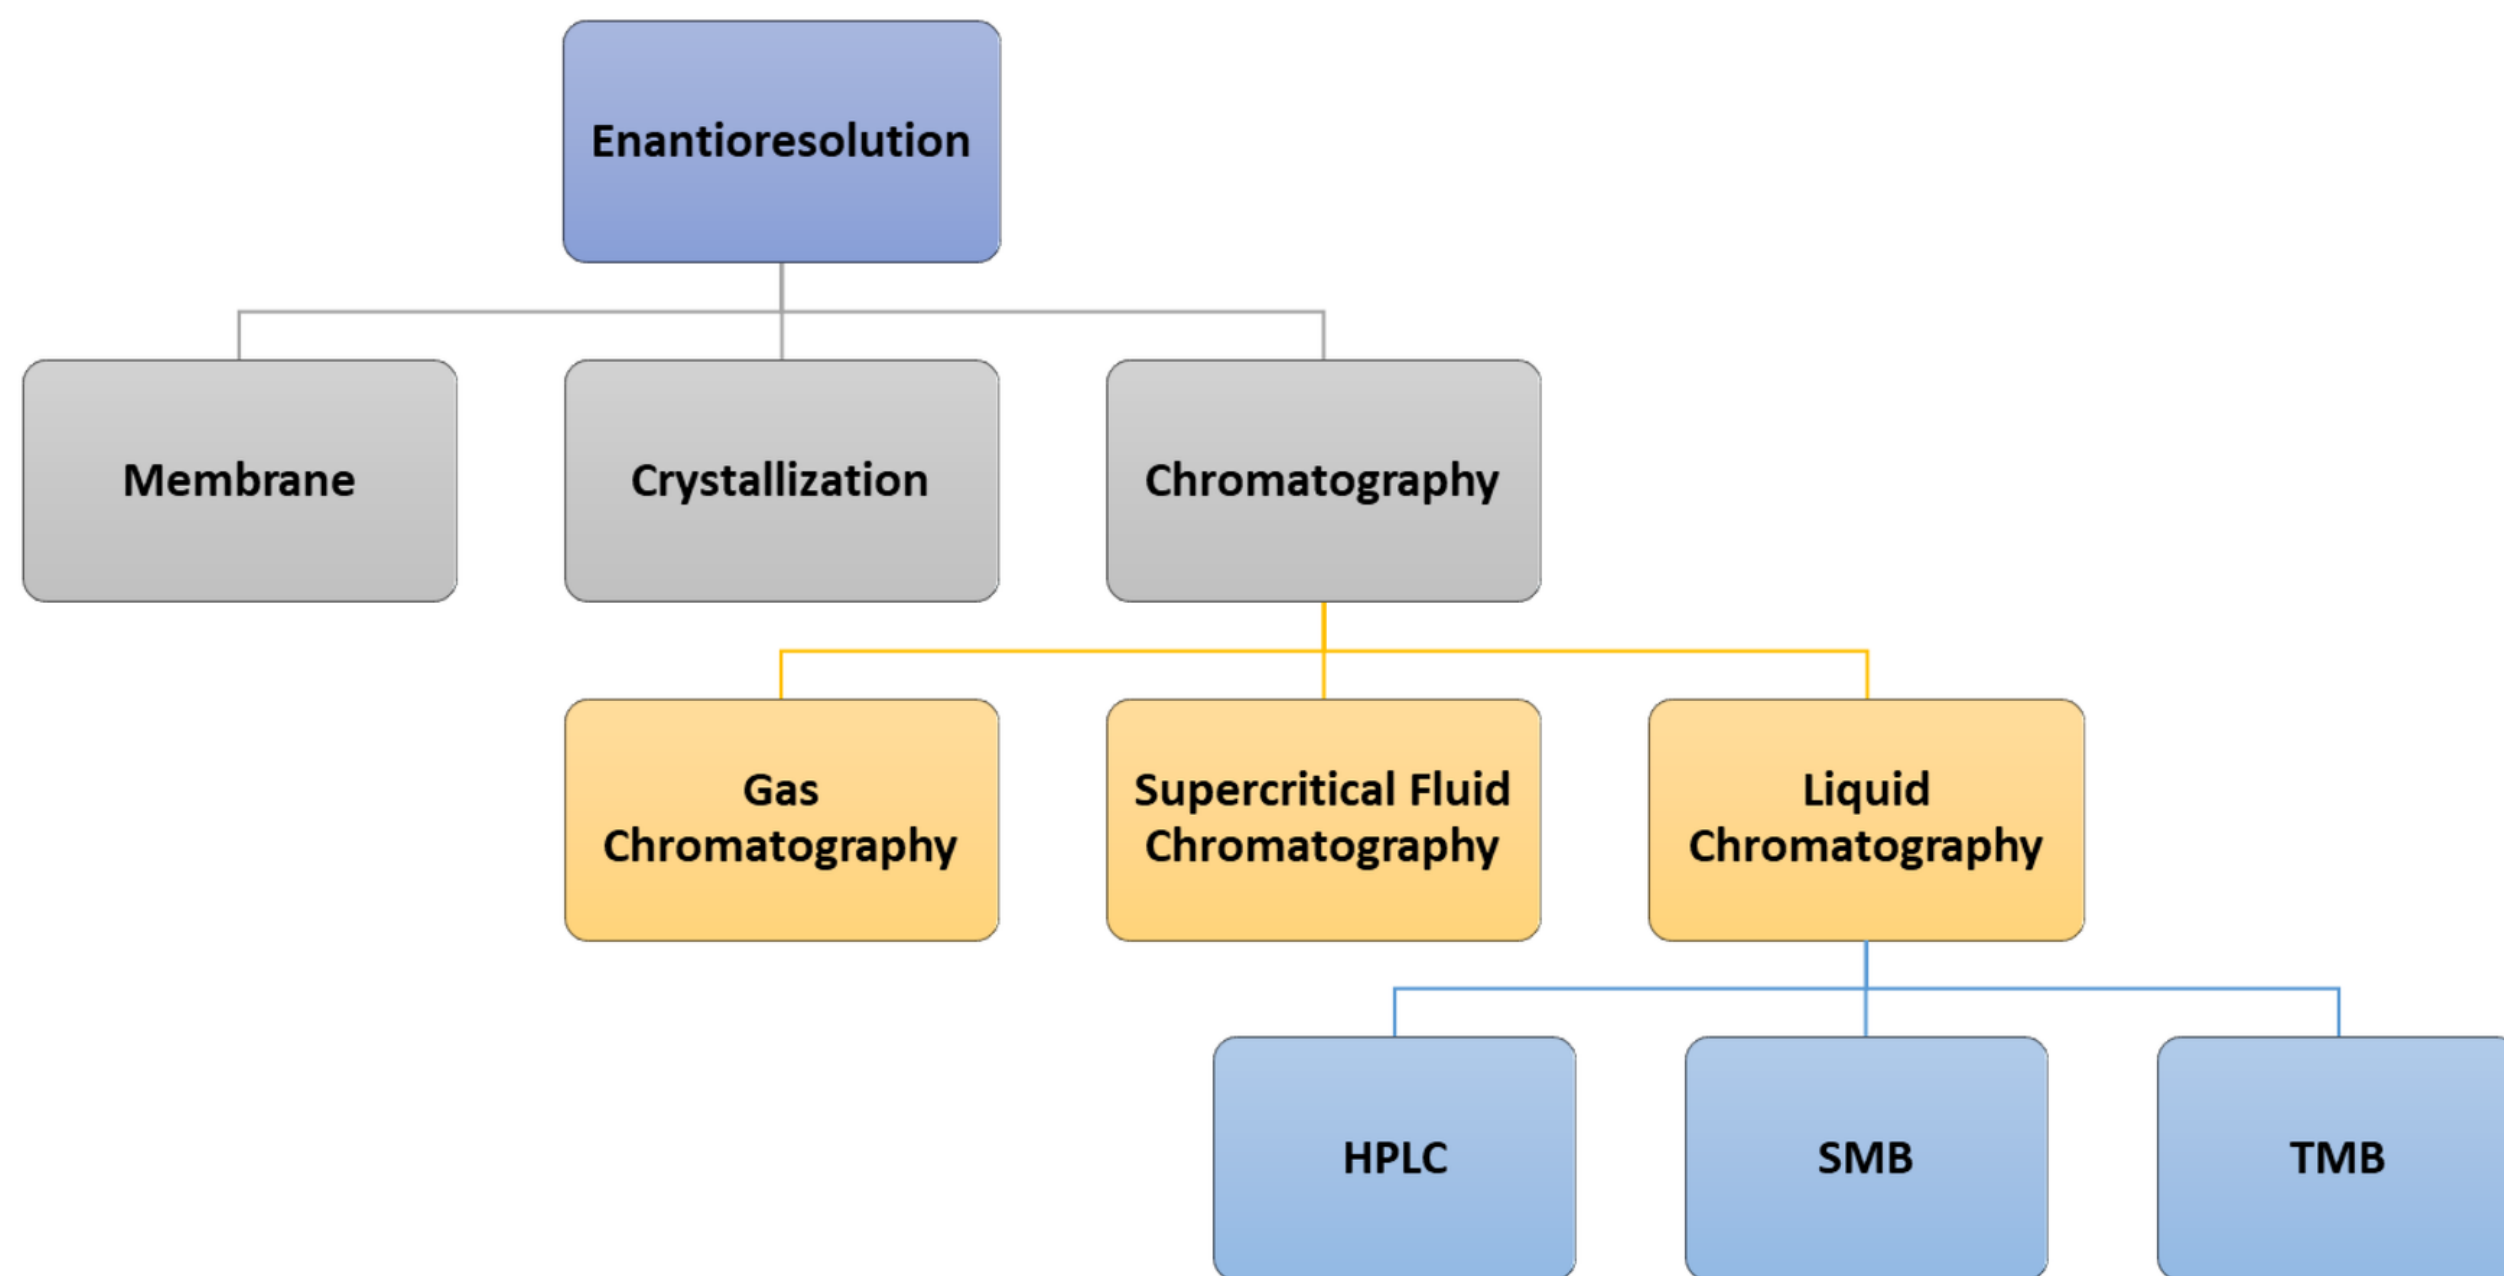 Enantioresolution
Membrane
Crystallization
Chromatography
Gas
Chromatography
Supercritical Fluid
Chromatography
Liquid
Chromatography
HPLC
SMB
TMB